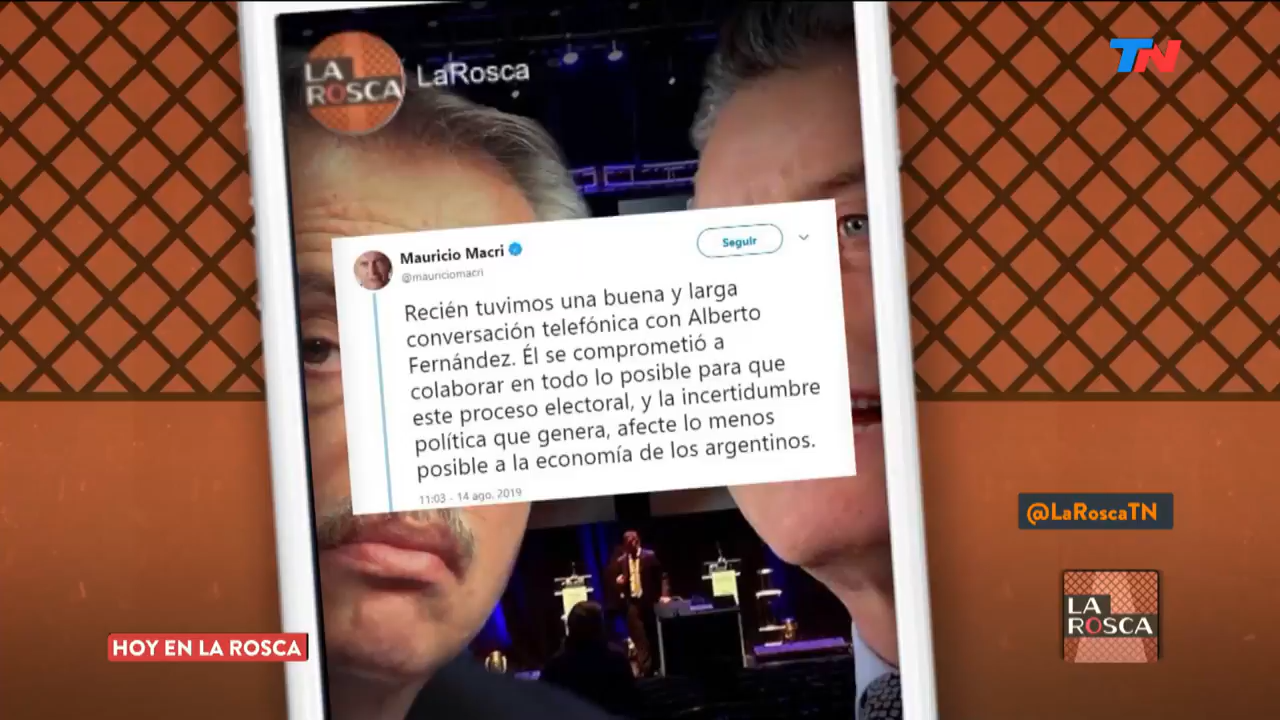 LA
ROSCA
LaRosca
TN
Mauricio Macri
@mauriciomacri
Seguir
Recién tuvimos una buena y larga
conversación telefónica con Alberto
Fernández. Él se comprometió a
colaborar en todo lo posible para que
este proceso electoral, y la incertidumbre
política que genera, afecte lo menos
posible a la economía de los argentinos.
11:03 - 14 ago. 2019
@LaRoscaTN
LA
ROSCA
HOY EN LA ROSCA